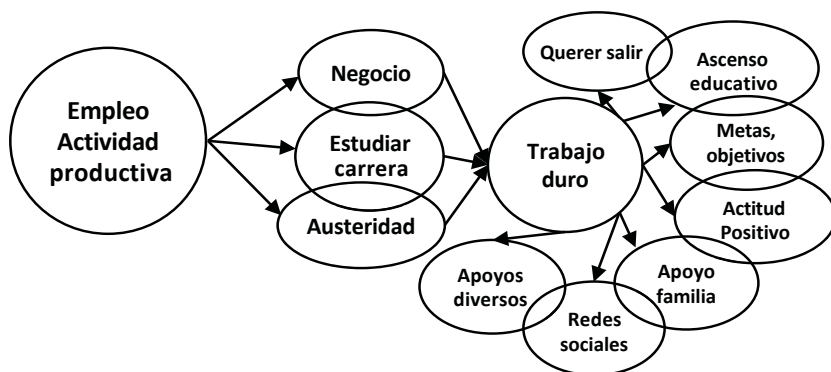 Empleo
Actividad
productiva
Negocio
Estudiar
carrera
Austeridad
Trabajo
duro
Querer salir
Ascenso
educativo
Metas,
objetivos
Actitud
Positivo
Apoyo
familia
Redes
sociales
Apoyos
diversos